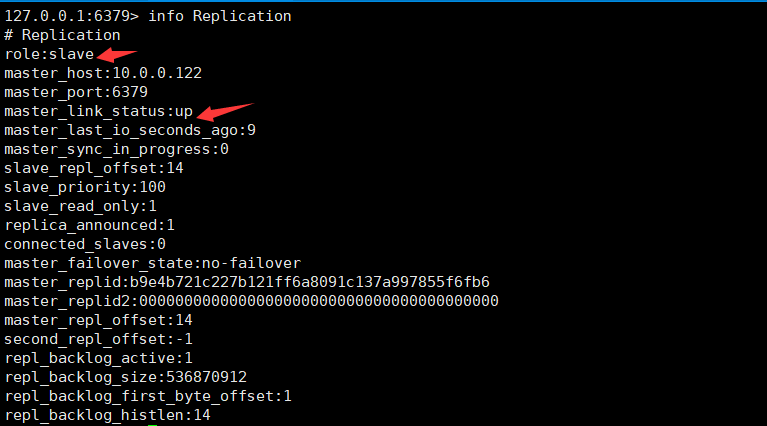 127.0.0.1:6379> info Replication
# Replication
role:slave
master_host:10.0.0.122
master_port:6379
master_link_status:up
master_last_io_seconds_ago:9
master_sync_in_progress:0
slave_repl_offset:14
slave_priority:100
slave_read_only:1
replica_announced:1
connected_slaves:0
master_failover_state:no-failover
master_replid:b9e4b721c227b121ff6a8091c137a997855f6fb6
master_replid2:0000000000000000000000000000000000000000
master_repl_offset:14
second_repl_offset:-1
repl_backlog_active:1
repl_backlog_size:536870912
repl_backlog_first_byte_offset:1
repl_backlog_histlen:14